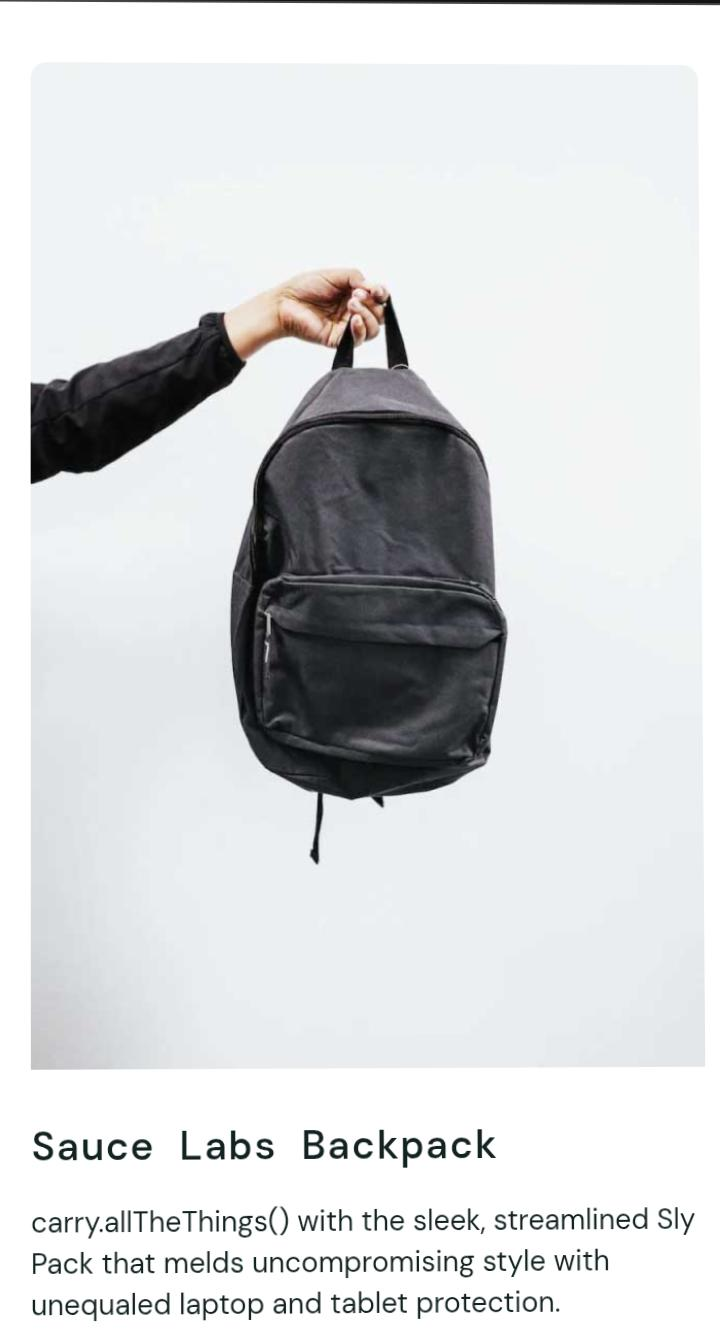 Sauce Labs Backpack
carry.allTheThings() with the sleek, streamlined Sly
Pack that melds uncompromising style with
unequaled laptop and tablet protection.